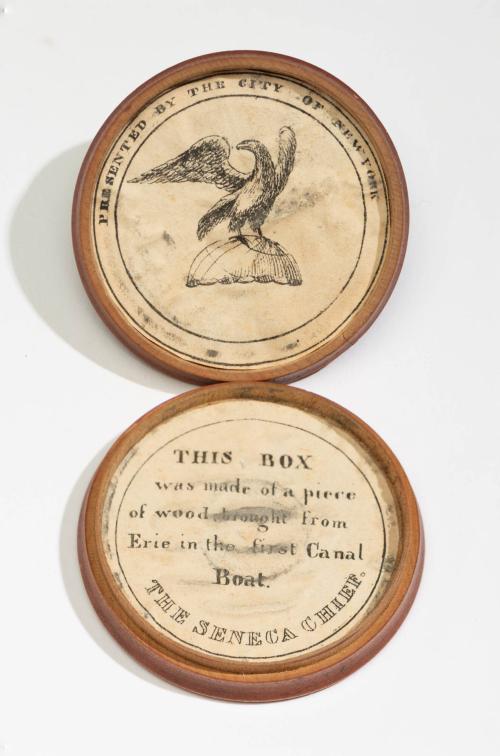 PRESENTED BY THE CITY OF NEW YORK
THIS BOX
was made of a piece
of wood brought from
Erie in the first Canal
Boat.
THE SENECA CHIEF.